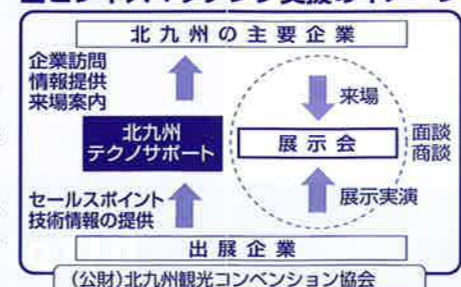 北九州の主要企業
企業訪問
情報提供
来場案内
来場
北九州
テクノサポート
展示会
面談
商談
セールスポイント
技術情報の提供
展示実演
出展企業
(公財)北九州観光コンベンション協会